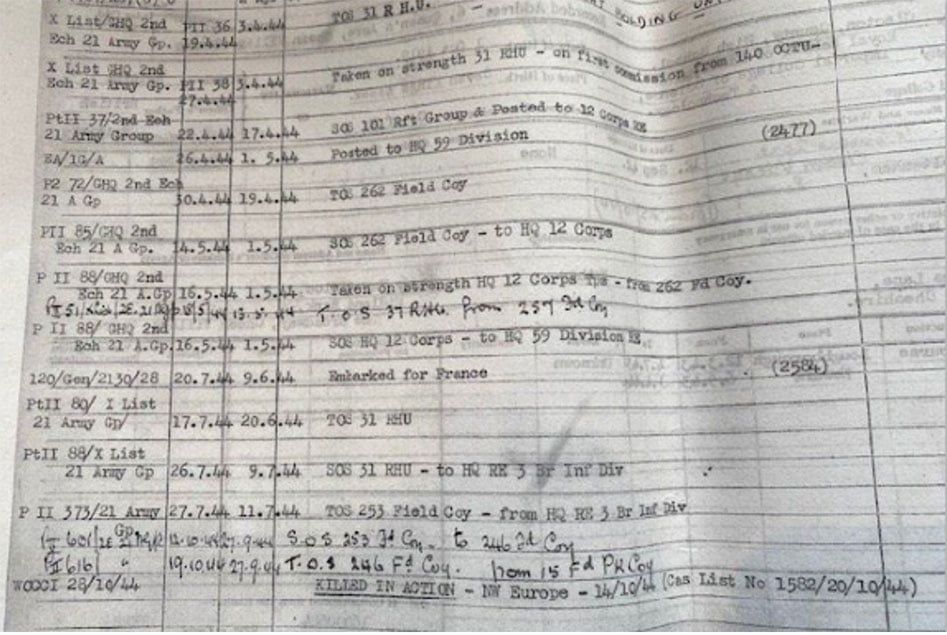 TOS 31 R.H.U.
X List/GHQ 2nd PII 36 3.4.44
Ech 21 Army Gp. 19.4.44
X List GHQ 2nd
Ech 21 Army Gp. PII 38 3.4.44 Taken on strength 31 RHU - on first commission from 140 OCTU-
27.4.44
PtII 37/2nd Ech
21 Army Group 22.4.44 17.4.44 SOS 101 Rft Group & Posted to 12 Corps RE
8A/1G/A 26.4.44 1. 5.44 Posted to HQ 59 Division (2477)
P2 72/GHQ 2nd Ech
21 A Gp 30.4.44 19.4.44 TOS 262 Field Coy
PII 85/GHQ 2nd
Ech 21 A Gp. 14.5.44 1.5.44 SOS 262 Field Coy - to HQ 12 Corps
P II 88/GHQ 2nd
Ech 21 A.Gp 16.5.44 1.5.44 Taken on strength HQ 12 Corps Tps - from 262 Fd Coy.
T.O.S 37 RHU. from 257 Fd Coy
P II 88/ GHQ 2nd
Ech 21 A.Gp. 16.5.44 1.5.44 SOS HQ 12 Corps - to HQ 59 Division RE
120/Gen/2130/28 20.7.44 9.6.44 Embarked for France (2584)
PtII 80/ X List
21 Army Gp/ 17.7.44 20.6.44 TOS 31 RHU
PtII 88/X List
21 Army Gp 26.7.44 9.7.44 SOS 31 RHU - to HQ RE 3 Br Inf Div
P II 373/21 Army 27.7.44 11.7.44 TOS 253 Field Coy - from HQ RE 3 Br Inf Div
Gp
12.10.44 27.9.44 S.O.S 253 Fd Coy. to 246 Fd Coy
19.10.44 27.9.44 T.O.S 246 Fd Coy. from 15 Fd Pk Coy
WOCCI 28/10/44 KILLED IN ACTION - NW Europe - 14/10/44 (Cas List No 1582/20/10/44)